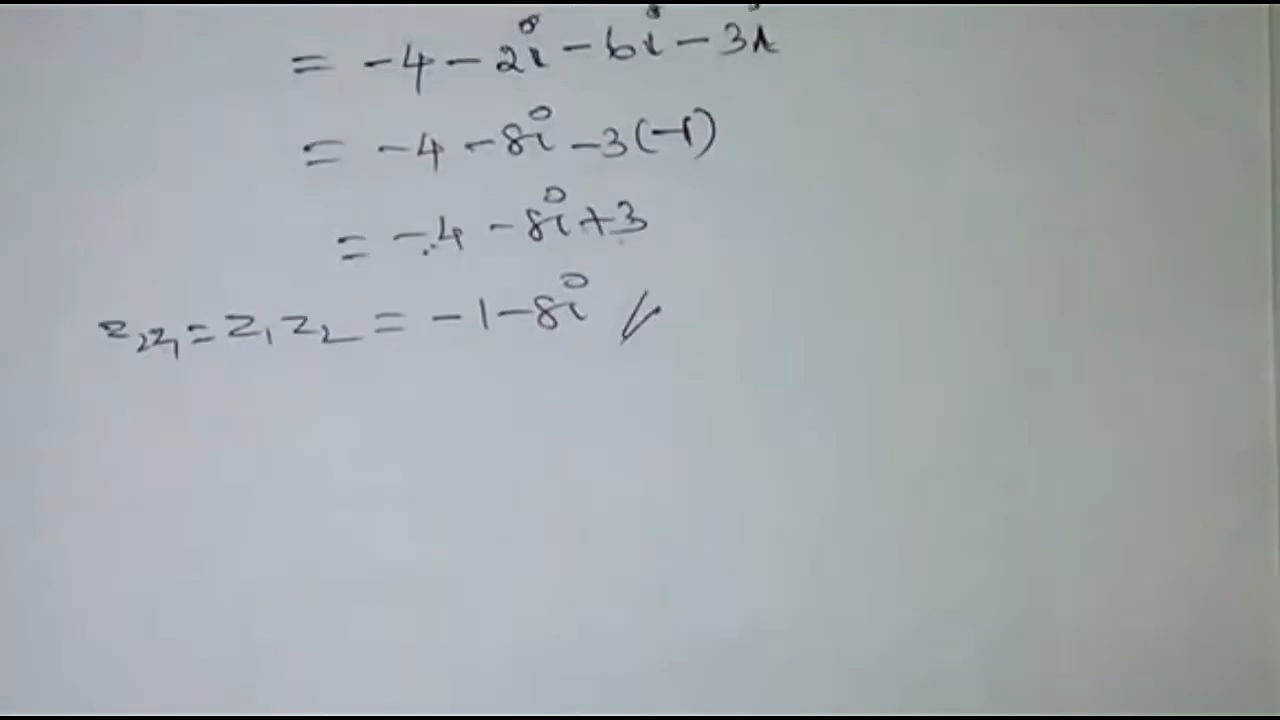 = -4 - 2i - 6i - 3i
= -4 - 8i - 3(-1)
= -4 - 8i + 3
z₂z₁ = z₁z₂ = -1 - 8i //